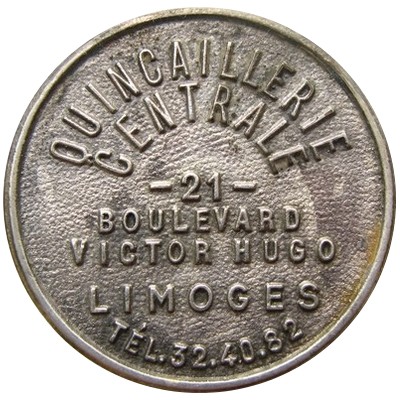 QUINCAILLERIE
CENTRALE
-21-
BOULEVARD
VICTOR HUGO
LIMOGES
TÉL.32.40.82